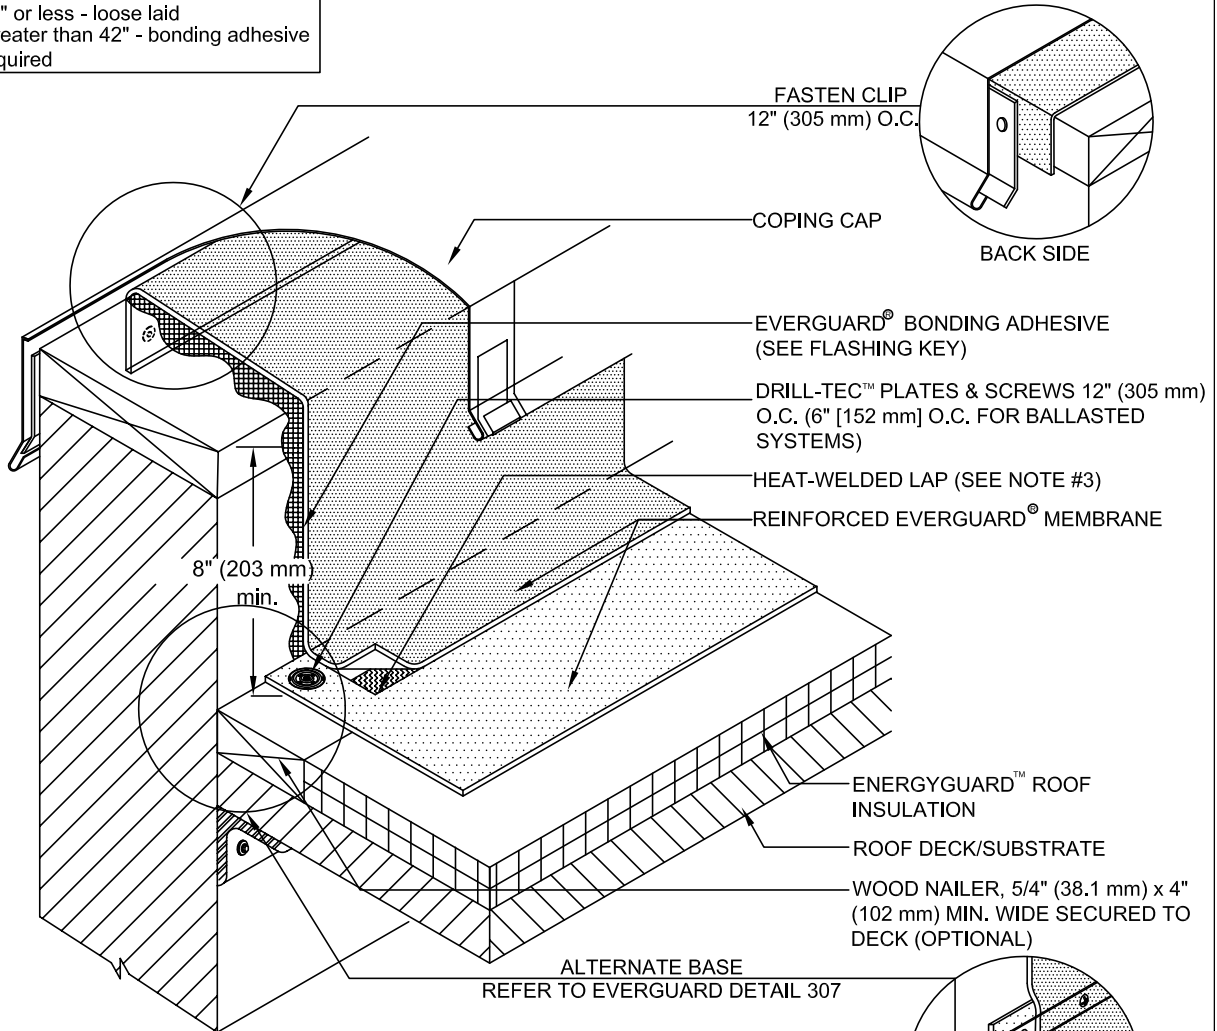 " or less - loose laid
than 42" - bonding adhesive
FASTEN CLIP
12" (305 mm) O.C.
COPING CAP
BACK SIDE
EVERGUARD® BONDING ADHESIVE
(SEE FLASHING KEY)
DRILL-TEC™ PLATES & SCREWS 12" (305 mm)
O.C. (6" [152 mm] O.C. FOR BALLASTED
SYSTEMS)
HEAT-WELDED LAP (SEE NOTE #3)
REINFORCED EVERGUARD® MEMBRANE
8" (203 mm)
min.
ENERGYGUARD™ ROOF
INSULATION
ROOF DECK/SUBSTRATE
WOOD NAILER, 5/4" (38.1 mm) x 4"
(102 mm) MIN. WIDE SECURED TO
DECK (OPTIONAL)
ALTERNATE BASE
REFER TO EVERGUARD DETAIL 307